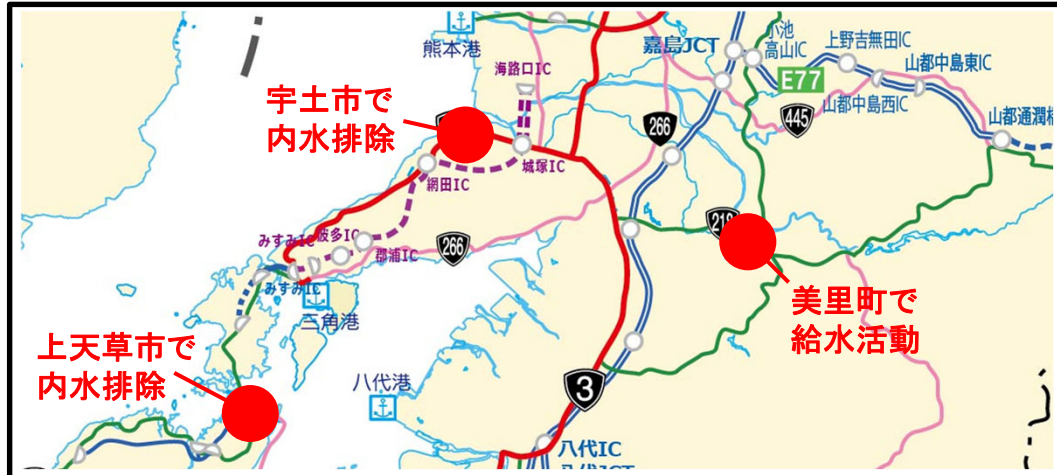 熊本港
海路口IC
嘉島JCT
小池
高山IC
上野吉無田IC
山都中島東IC
E77
445
山都中島西IC
山都通潤橋
宇土市で
内水排除
266
城塚IC
網田IC
218
みすみIC
波多IC
266
郡浦IC
みすみIC
三角港
美里町で
給水活動
上天草市で
内水排除
八代港
3
八代IC
八代JCT